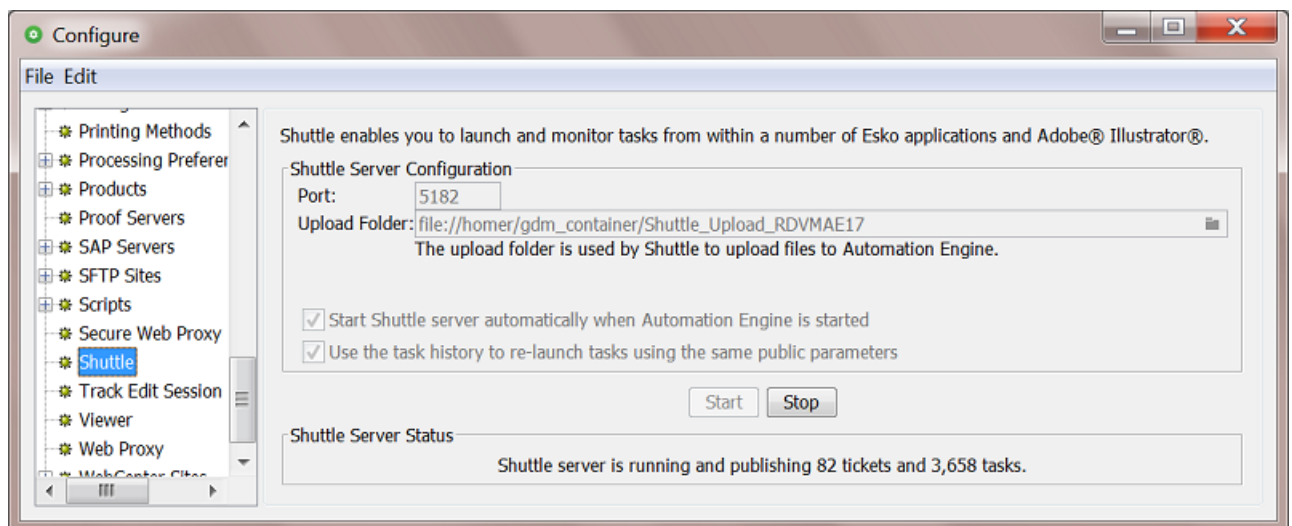 Configure
File Edit
Printing Methods
Processing Preferen
Products
Proof Servers
SAP Servers
SFTP Sites
Scripts
Secure Web Proxy
Shuttle
Track Edit Session
Viewer
Web Proxy
Shuttle enables you to launch and monitor tasks from within a number of Esko applications and Adobe® Illustrator®.
Shuttle Server Configuration
Port: 5182
Upload Folder: file://homer/gdm_container/Shuttle_Upload_RDVMAE17
The upload folder is used by Shuttle to upload files to Automation Engine.
Start Shuttle server automatically when Automation Engine is started
Use the task history to re-launch tasks using the same public parameters
Start Stop
Shuttle Server Status
Shuttle server is running and publishing 82 tickets and 3,658 tasks.